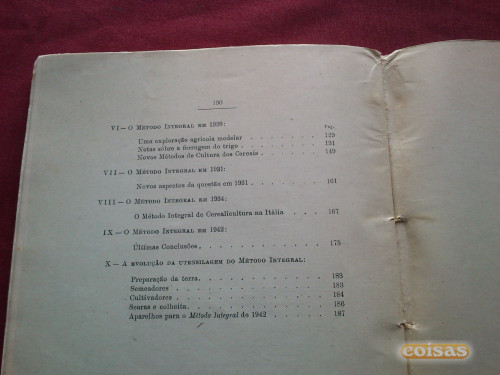 190
Pag.
VI — O MÉTODO INTEGRAL EM 1930:
Uma exploração agrícola modelar . . . . . . . 129
Notas sôbre a forragem do trigo . . . . . . . 131
Novos Métodos de Cultura dos Cereais . . . . . . 149
VII — O MÉTODO INTEGRAL EM 1931:
Novos aspectos da questão em 1931 . . . . . . 161
VIII — O MÉTODO INTEGRAL EM 1934:
O Método Integral de Cerealicultura na Itália . . . 167
IX — O MÉTODO INTEGRAL EM 1942:
Últimas Conclusões . . . . . . . . . 175
X — A EVOLUÇÃO DA UTENSILAGEM DO MÉTODO INTEGRAL:
Preparação da terra . . . . . . . . . 183
Semeadores . . . . . . . . . . . 183
Cultivadores . . . . . . . . . . . 184
Searas e colheita . . . . . . . . . . 186
Aparelhos para o Método Integral de 1942 . . . . . 187
coisas